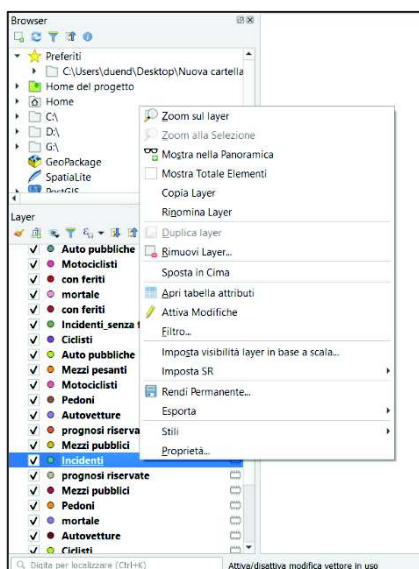 Browser
Preferiti
C:\Users\duend\Desktop\Nuova cartella
Home del progetto
Home
C:\
D:\
G:\
GeoPackage
SpatiaLite
PostGIS
Zoom sul layer
Zoom alla Selezione
Mostra nella Panoramica
Mostra Totale Elementi
Copia Layer
Rinomina Layer
Duplica layer
Rimuovi Layer...
Sposta in Cima
Apri tabella attributi
Attiva Modifiche
Filtro...
Imposta visibilità layer in base a scala...
Imposta SR
Rendi Permanente...
Esporta
Stili
Proprietà...
Layer
Auto pubbliche
Motociclisti
con feriti
mortale
con feriti
Incidenti_senza
Ciclisti
Auto pubbliche
Mezzi pesanti
Motociclisti
Pedoni
Autovetture
prognosi riserva
Mezzi pubblici
Incidenti
prognosi riservate
Mezzi pubblici
Pedoni
mortale
Autovetture
Ciclisti
Digita per localizzare (Ctrl+K)
Attiva/disattiva modifica vettore in uso